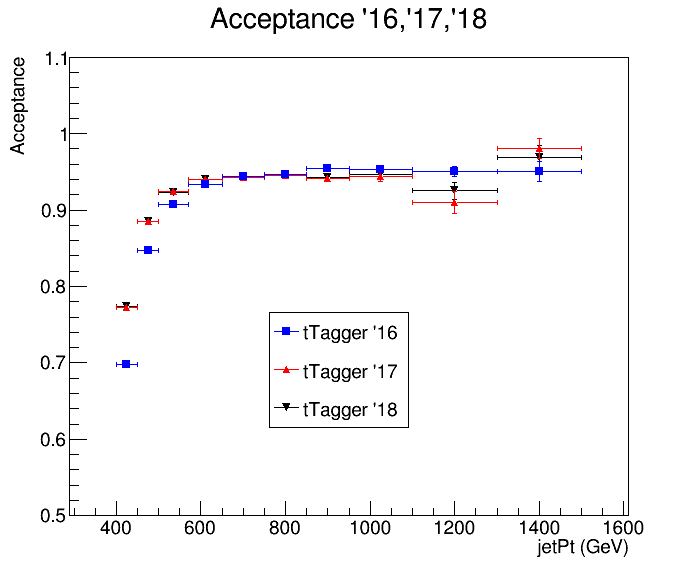 Acceptance '16,'17,'18
Acceptance
1.1
1
0.9
0.8
0.7
0.6
0.5
tTagger '16
tTagger '17
tTagger '18
400 600 800 1000 1200 1400 1600
jetPt (GeV)